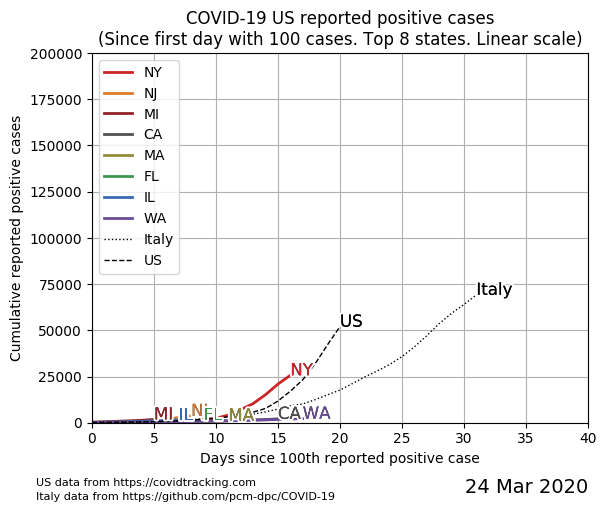 COVID-19 US reported positive cases
(Since first day with 100 cases. Top 8 states. Linear scale)
Cumulative reported positive cases
200000
175000
150000
125000
100000
75000
50000
25000
0
NY
NJ
MI
CA
MA
FL
IL
WA
Italy
US
Italy
US
NY
MI
IL
NJ
FL
MA
CA
WA
0 5 10 15 20 25 30 35 40
Days since 100th reported positive case
US data from https://covidtracking.com
Italy data from https://github.com/pcm-dpc/COVID-19
24 Mar 2020